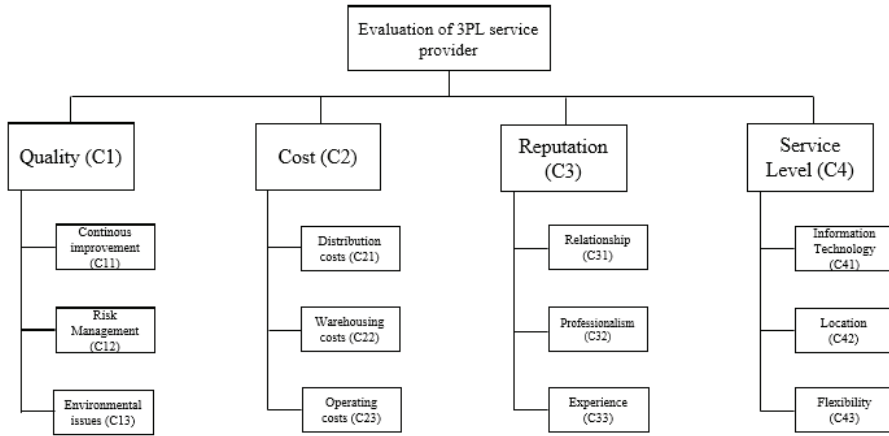 Evaluation of 3PL service
provider
Quality (C1)
Cost (C2)
Reputation
(C3)
Service
Level (C4)
Continous
improvement
(C11)
Distribution
costs (C21)
Relationship
(C31)
Information
Technology
(C41)
Risk
Management
(C12)
Warehousing
costs (C22)
Professionalism
(C32)
Location
(C42)
Environmental
issues (C13)
Operating
costs (C23)
Experience
(C33)
Flexibility
(C43)